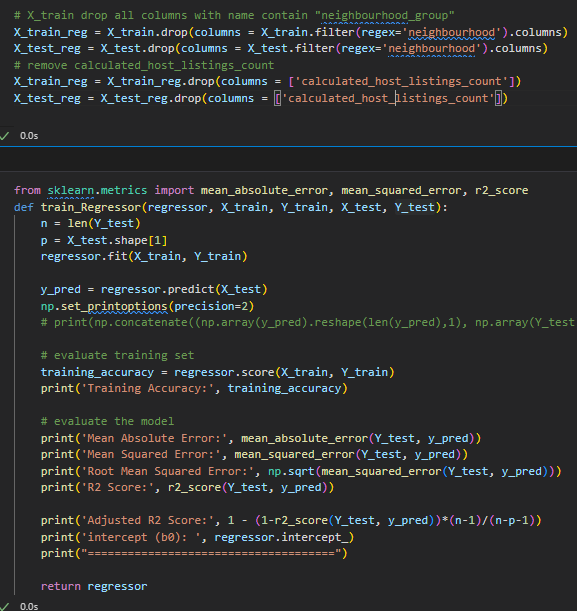 # X_train drop all columns with name contain "neighbourhood_group"
X_train_reg = X_train.drop(columns = X_train.filter(regex='neighbourhood').columns)
X_test_reg = X_test.drop(columns = X_test.filter(regex='neighbourhood').columns)
# remove calculated_host_listings_count
X_train_reg = X_train_reg.drop(columns = ['calculated_host_listings_count'])
X_test_reg = X_test_reg.drop(columns = ['calculated_host_listings_count'])
0.0s
from sklearn.metrics import mean_absolute_error, mean_squared_error, r2_score
def train_Regressor(regressor, X_train, Y_train, X_test, Y_test):
    n = len(Y_test)
    p = X_test.shape[1]
    regressor.fit(X_train, Y_train)
    y_pred = regressor.predict(X_test)
    np.set_printoptions(precision=2)
    # print(np.concatenate((np.array(y_pred).reshape(len(y_pred),1), np.array(Y_test
    # evaluate training set
    training_accuracy = regressor.score(X_train, Y_train)
    print('Training Accuracy:', training_accuracy)
    # evaluate the model
    print('Mean Absolute Error:', mean_absolute_error(Y_test, y_pred))
    print('Mean Squared Error:', mean_squared_error(Y_test, y_pred))
    print('Root Mean Squared Error:', np.sqrt(mean_squared_error(Y_test, y_pred)))
    print('R2 Score:', r2_score(Y_test, y_pred))
    print('Adjusted R2 Score:', 1 - (1-r2_score(Y_test, y_pred))*(n-1)/(n-p-1))
    print('intercept (b0): ', regressor.intercept_)
    print("=====================================")
    return regressor
0.0s